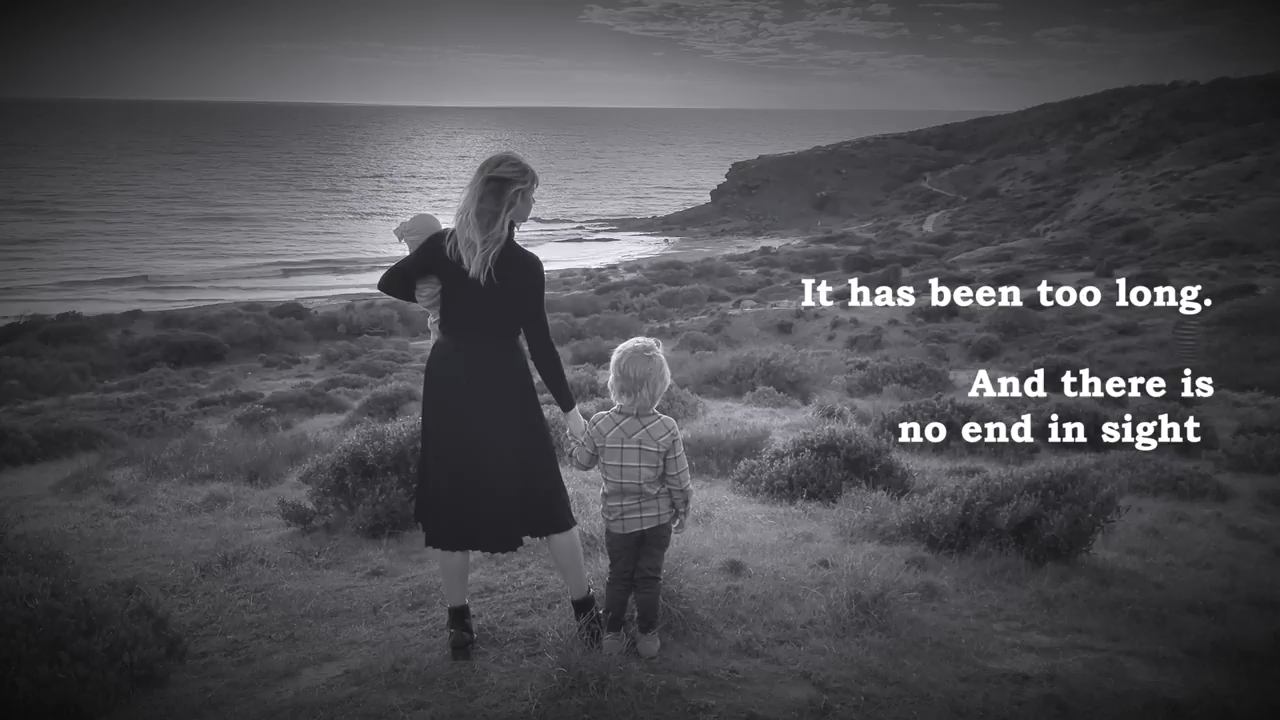 It has been too long.
And there is
no end in sight